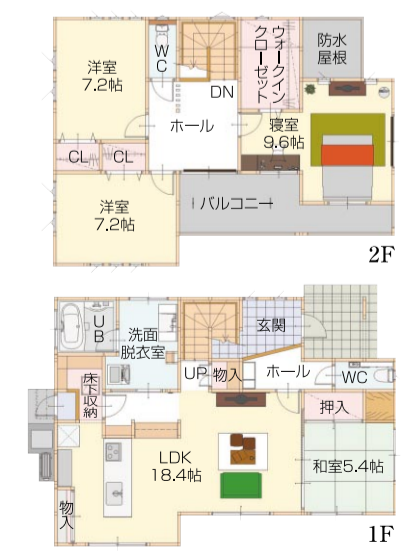 洋室
7.2帖
WC
DN
ウォークイン
クローゼット
防水
屋根
ホール
寝室
9.6帖
CL
CL
洋室
7.2帖
バルコニー
2F
UB
洗面
脱衣室
玄関
UP
物入
ホール
WC
床下
収納
押入
LDK
18.4帖
和室5.4帖
物入
1F